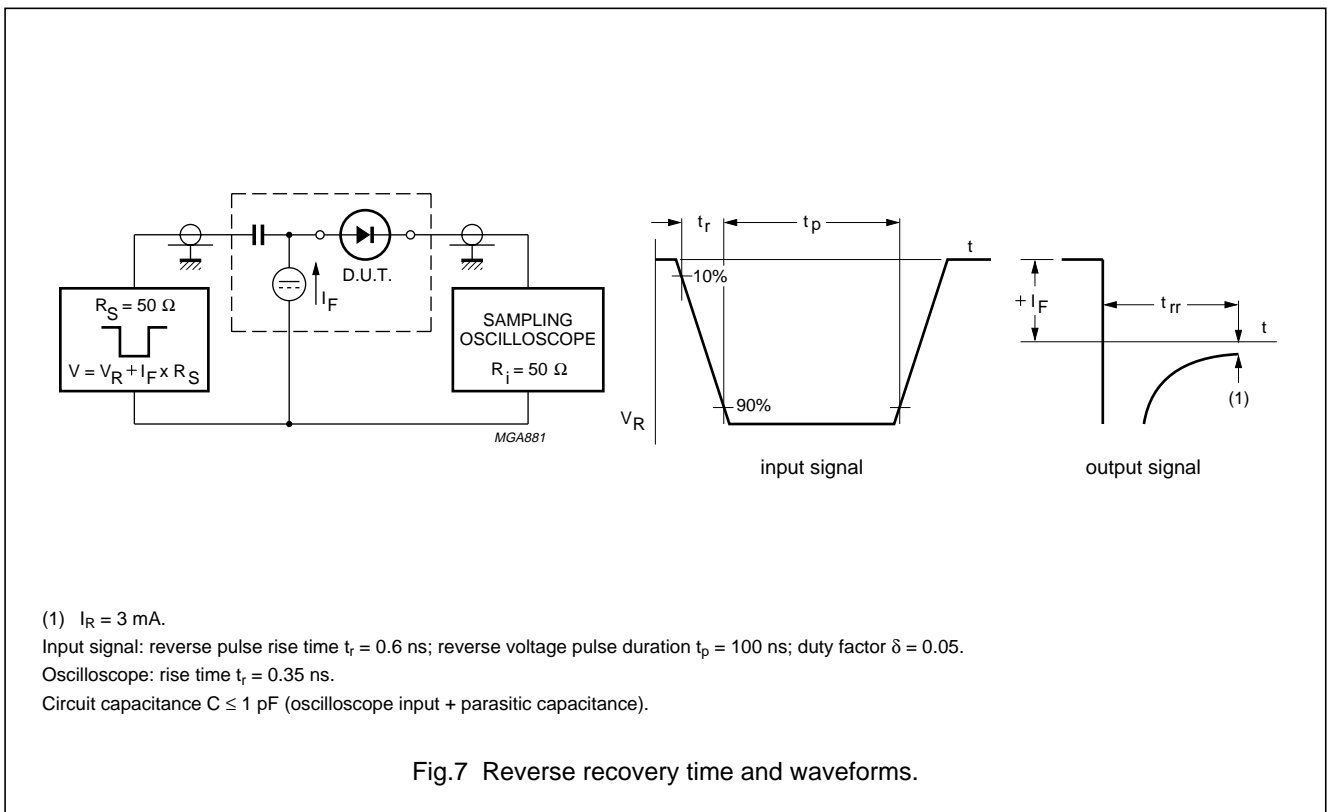 R_S = 50 Ω
V = V_R + I_F x R_S
I_F
D.U.T.
SAMPLING
OSCILLOSCOPE
R_i = 50 Ω
MGA881
t_r
t_p
t
10%
90%
V_R
input signal
+ I_F
t_rr
t
(1)
output signal
(1) I_R = 3 mA.
Input signal: reverse pulse rise time t_r = 0.6 ns; reverse voltage pulse duration t_p = 100 ns; duty factor δ = 0.05.
Oscilloscope: rise time t_r = 0.35 ns.
Circuit capacitance C ≤ 1 pF (oscilloscope input + parasitic capacitance).
Fig.7 Reverse recovery time and waveforms.